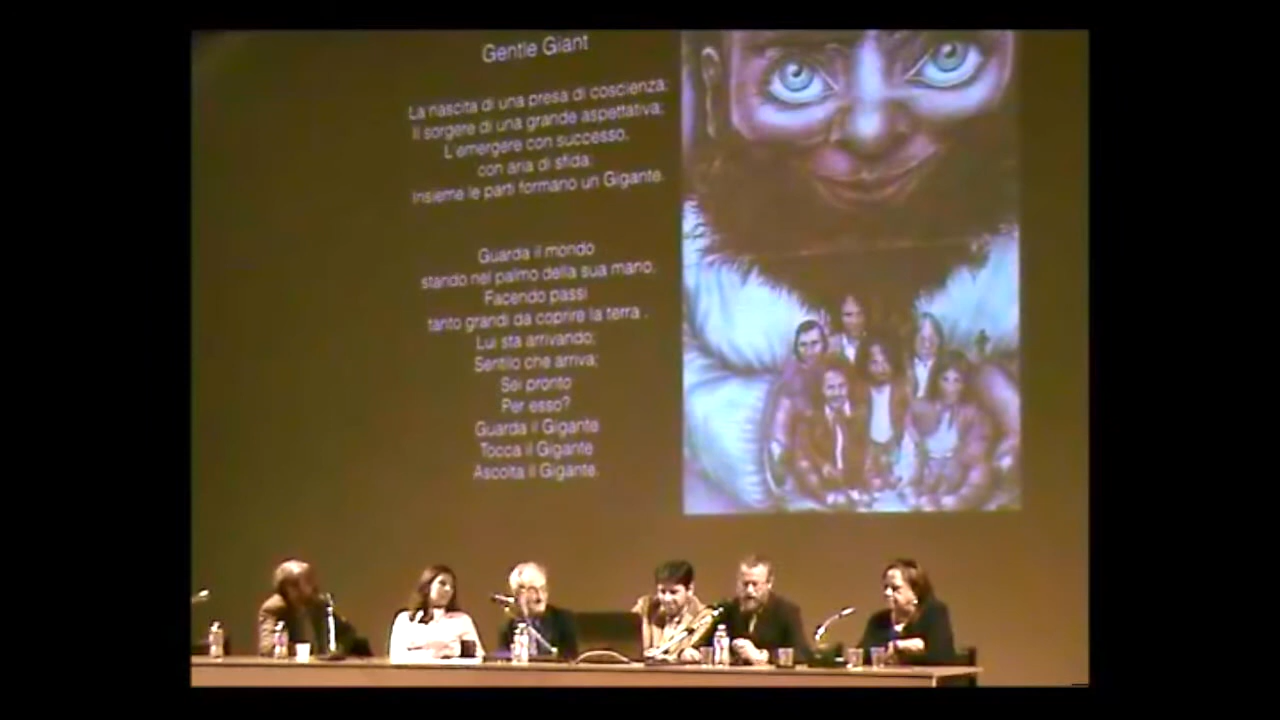 Gentle Giant
La nascita di una presa di coscienza;
Il sorgere di una grande aspettativa;
L'emergere con successo,
con aria di sfida;
Insieme le parti formano un Gigante.
Guarda il mondo
stando nel palmo della sua mano.
Facendo passi
tanto grandi da coprire la terra .
Lui sta arrivando;
Sentilo che arriva;
Sei pronto
Per esso?
Guarda il Gigante
Tocca il Gigante
Ascolta il Gigante.